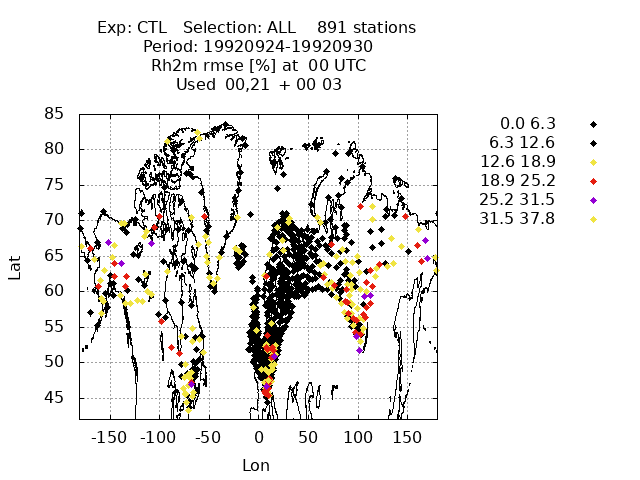 Exp: CTL   Selection: ALL    891 stations
Period: 19920924-19920930
Rh2m rmse [%] at  00 UTC
Used  00,21  + 00 03
0.0 6.3
6.3 12.6
12.6 18.9
18.9 25.2
25.2 31.5
31.5 37.8
85
80
75
70
65
60
55
50
45
Lat
-150 -100 -50 0 50 100 150
Lon